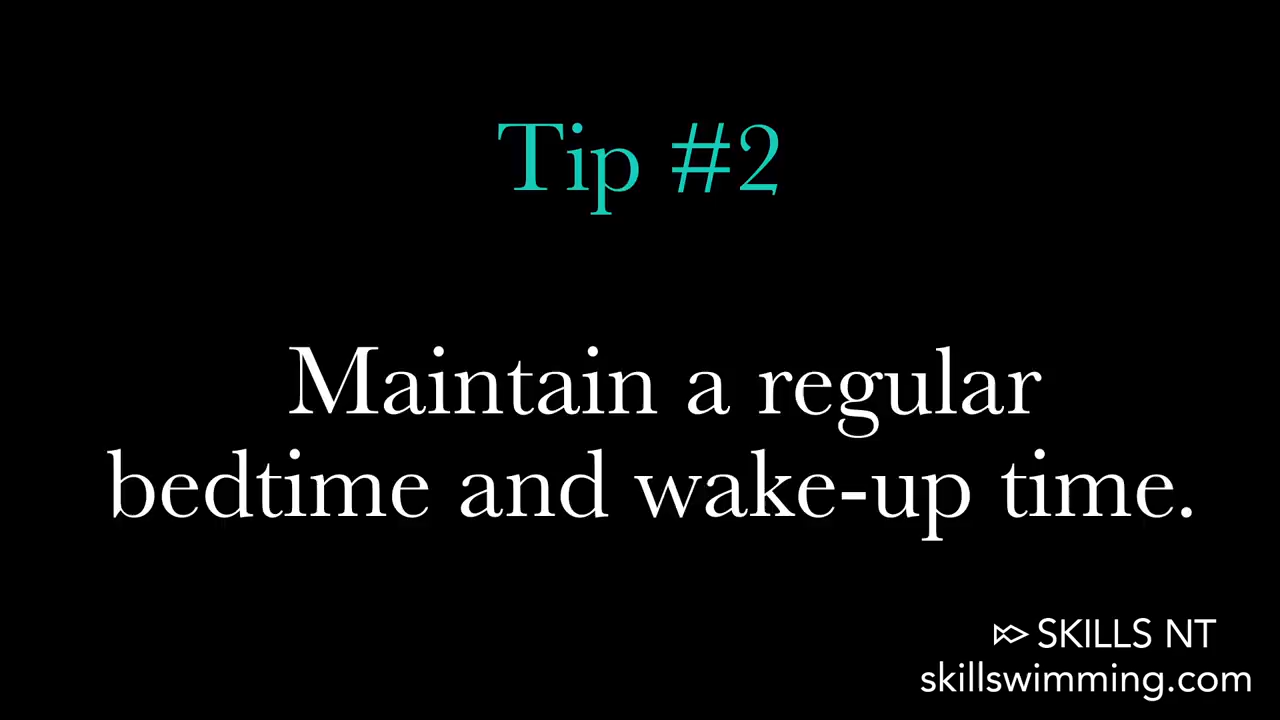 Tip #2
Maintain a regular
bedtime and wake-up time.
SKILLS NT
skillswimming.com